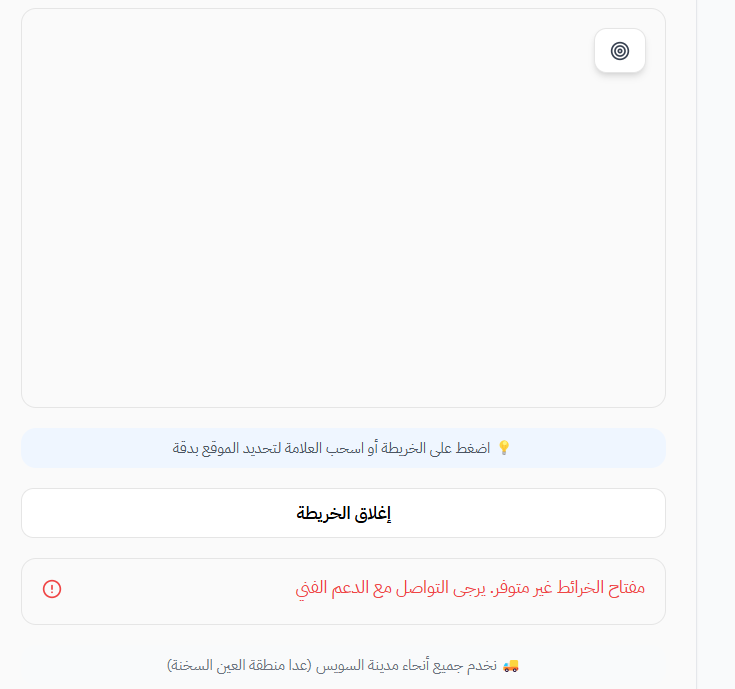 💡 اضغط على الخريطة أو اسحب العلامة لتحديد الموقع بدقة
إغلاق الخريطة
مفتاح الخرائط غير متوفر. يرجى التواصل مع الدعم الفني
🚚 نخدم جميع أنحاء مدينة السويس (عدا منطقة العين السخنة)